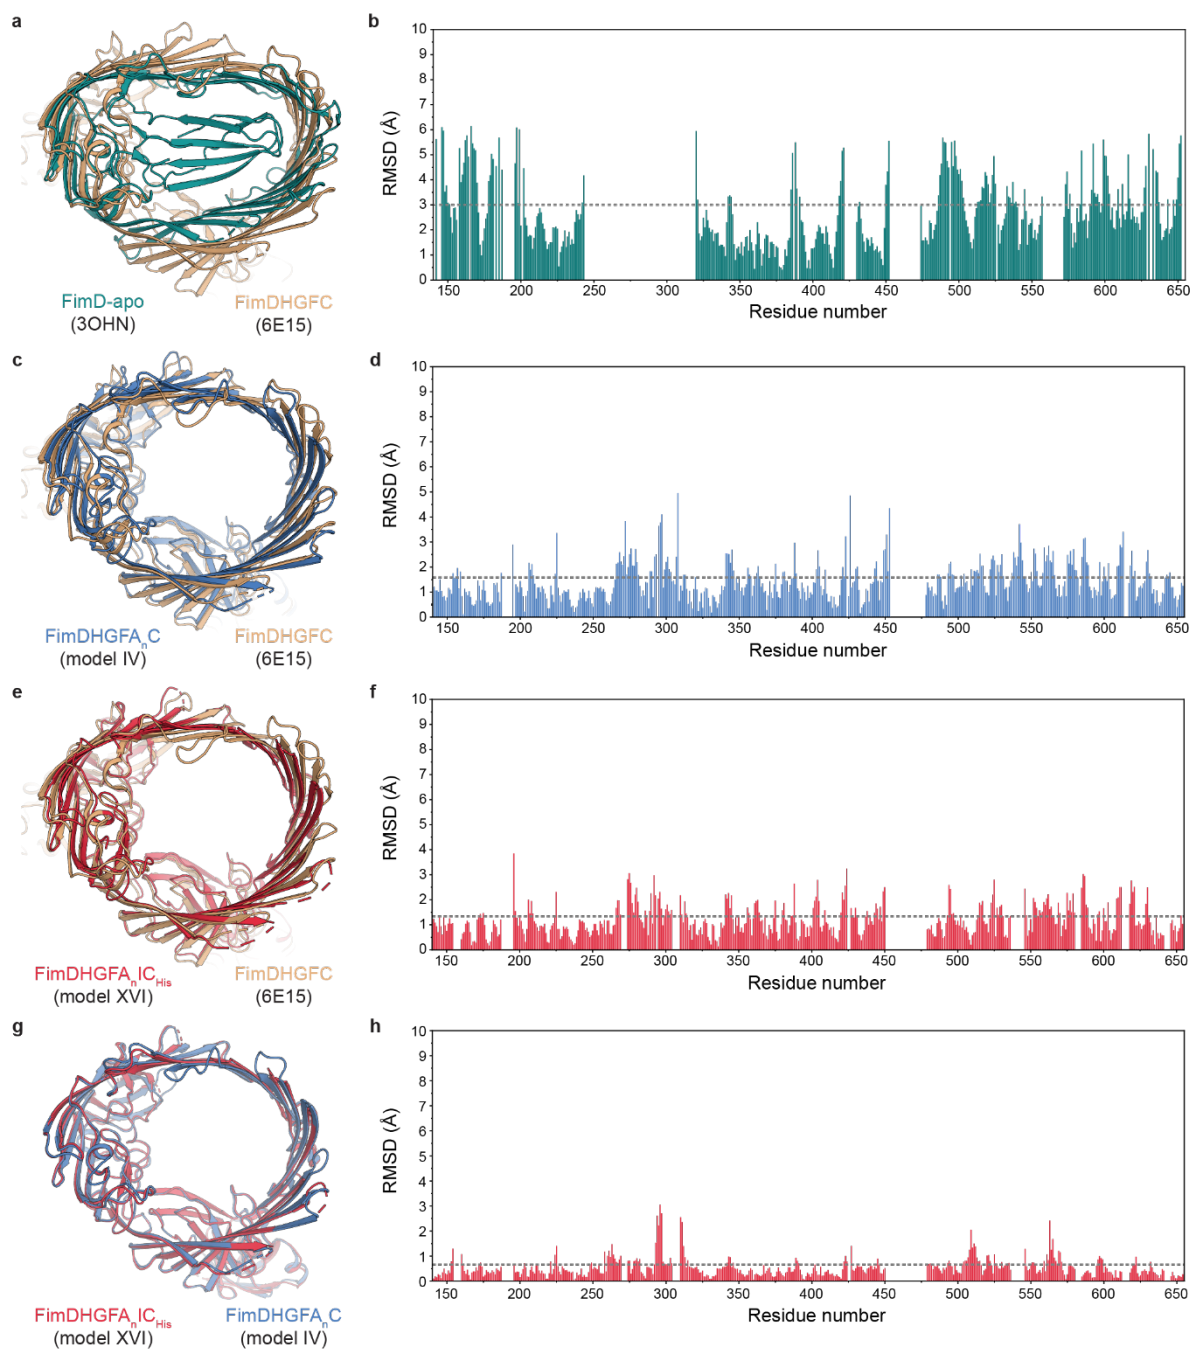 a
FimD-apo
(3OHN)
FimDHGFC
(6E15)
b
RMSD (Å)
10
9
8
7
6
5
4
3
2
1
0
150 200 250 300 350 400 450 500 550 600 650
Residue number
c
FimDHGFAnC
(model IV)
FimDHGFC
(6E15)
d
RMSD (Å)
10
9
8
7
6
5
4
3
2
1
0
150 200 250 300 350 400 450 500 550 600 650
Residue number
e
FimDHGFAnICHis
(model XVI)
FimDHGFC
(6E15)
f
RMSD (Å)
10
9
8
7
6
5
4
3
2
1
0
150 200 250 300 350 400 450 500 550 600 650
Residue number
g
FimDHGFAnICHis
(model XVI)
FimDHGFAnC
(model IV)
h
RMSD (Å)
10
9
8
7
6
5
4
3
2
1
0
150 200 250 300 350 400 450 500 550 600 650
Residue number